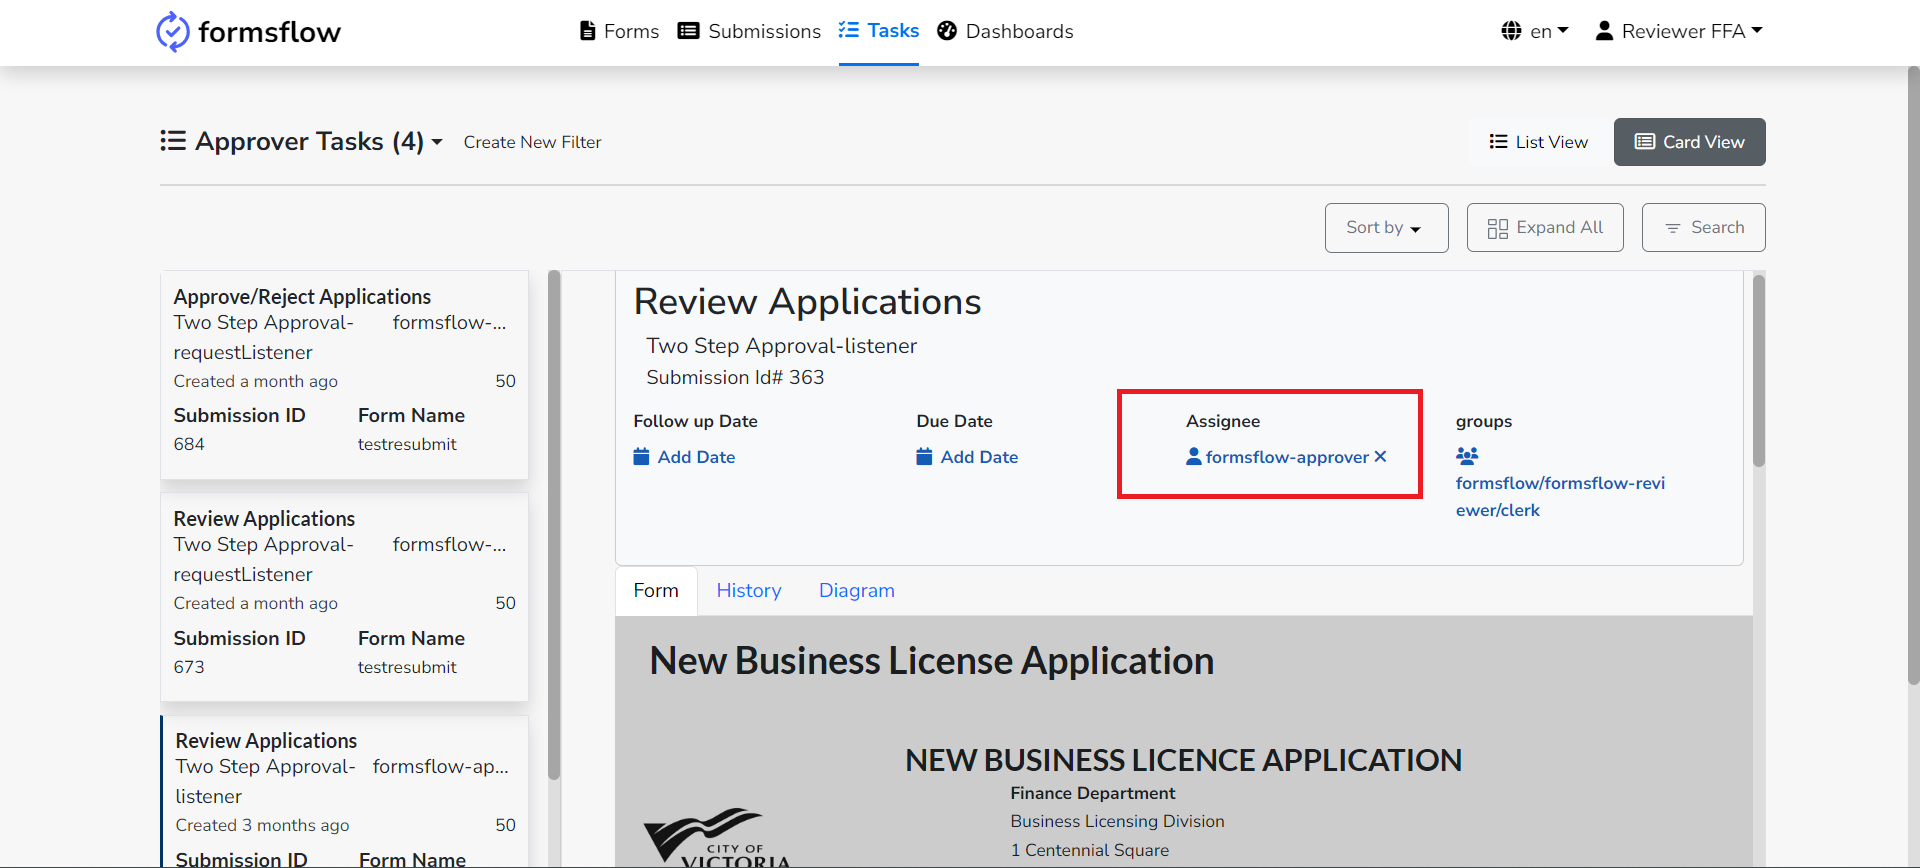 formsflow
Forms
Submissions
Tasks
Dashboards
en
Reviewer FFA
Approver Tasks (4)
Create New Filter
List View
Card View
Sort by
Expand All
Search
Approve/Reject Applications
Two Step Approval- formsflow-...
requestListener
Created a month ago 50
Submission ID Form Name
684 testresubmit
Review Applications
Two Step Approval- formsflow-...
requestListener
Created a month ago 50
Submission ID Form Name
673 testresubmit
Review Applications
Two Step Approval- formsflow-ap...
listener
Created 3 months ago 50
Submission ID Form Name
Review Applications
Two Step Approval-listener
Submission Id# 363
Follow up Date Due Date Assignee groups
Add Date Add Date formsflow-approver ×
formsflow/formsflow-revi
ewer/clerk
Form History Diagram
New Business License Application
NEW BUSINESS LICENCE APPLICATION
Finance Department
Business Licensing Division
1 Centennial Square
CITY OF
VICTORIA